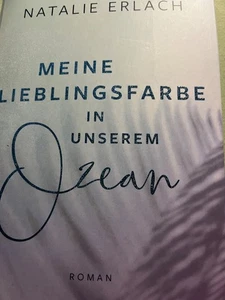 NATALIE ERLACH
MEINE
LIEBLINGSFARBE
IN
UNSEREM
Ozean
ROMAN